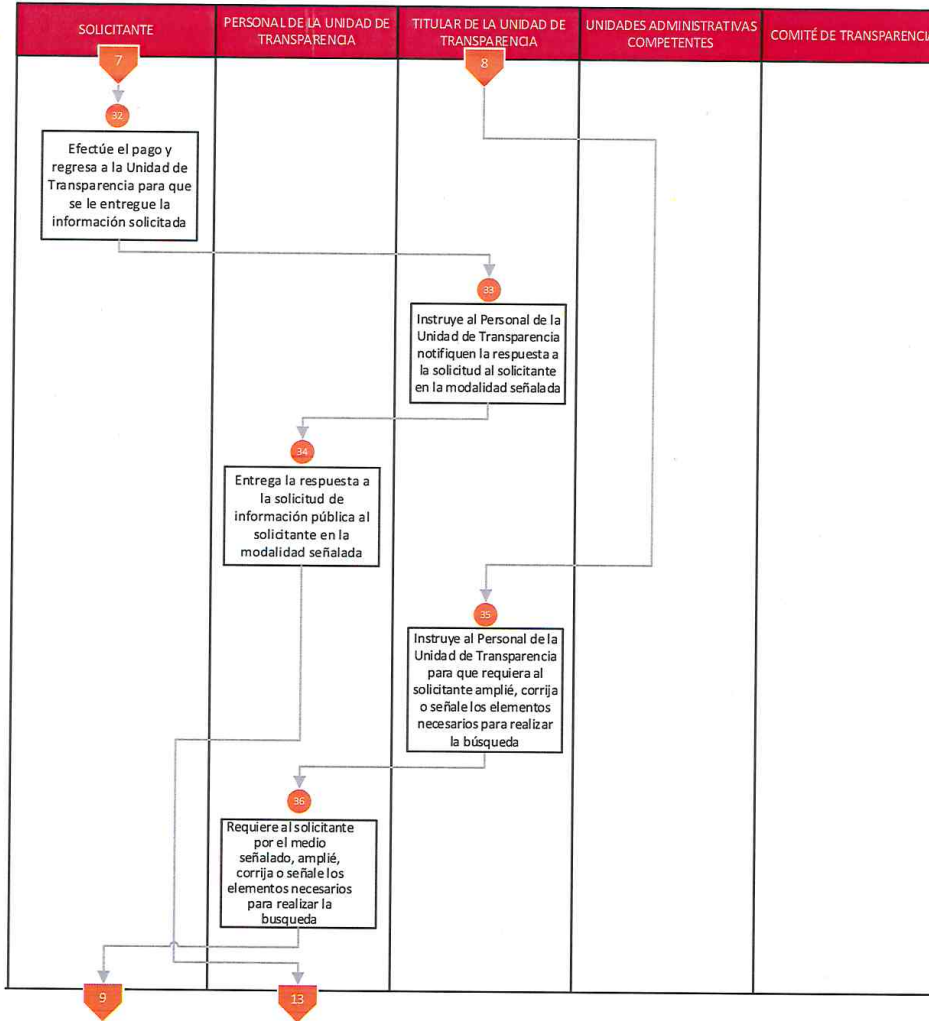 SOLICITANTE
PERSONAL DE LA UNIDAD DE
TRANSPARENCIA
TITULAR DE LA UNIDAD DE
TRANSPARENCIA
UNIDADES ADMINISTRATIVAS
COMPETENTES
COMITÉ DE TRANSPARENCIA
7
8
32
Efectúe el pago y
regresa a la Unidad de
Transparencia para que
se le entregue la
información solicitada
33
Instruye al Personal de la
Unidad de Transparencia
notifiquen la respuesta a
la solicitud al solicitante
en la modalidad señalada
34
Entrega la respuesta a
la solicitud de
información pública al
solicitante en la
modalidad señalada
35
Instruye al Personal de la
Unidad de Transparencia
para que requiera al
solicitante amplié, corrija
o señale los elementos
necesarios para realizar
la búsqueda
36
Requiere al solicitante
por el medio
señalado, amplié,
corrija o señale los
elementos necesarios
para realizar la
busqueda
9
13